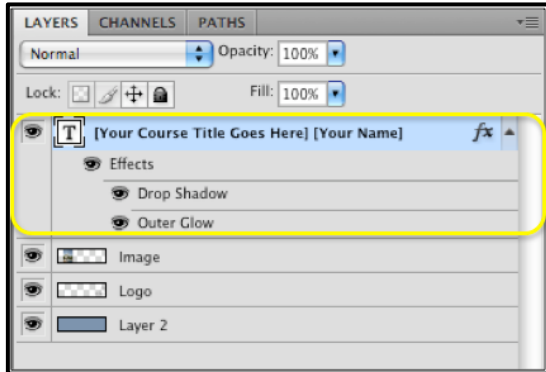 LAYERS CHANNELS PATHS
Normal Opacity: 100%
Lock: Fill: 100%
T [Your Course Title Goes Here] [Your Name] fx
Effects
Drop Shadow
Outer Glow
Image
Logo
Layer 2